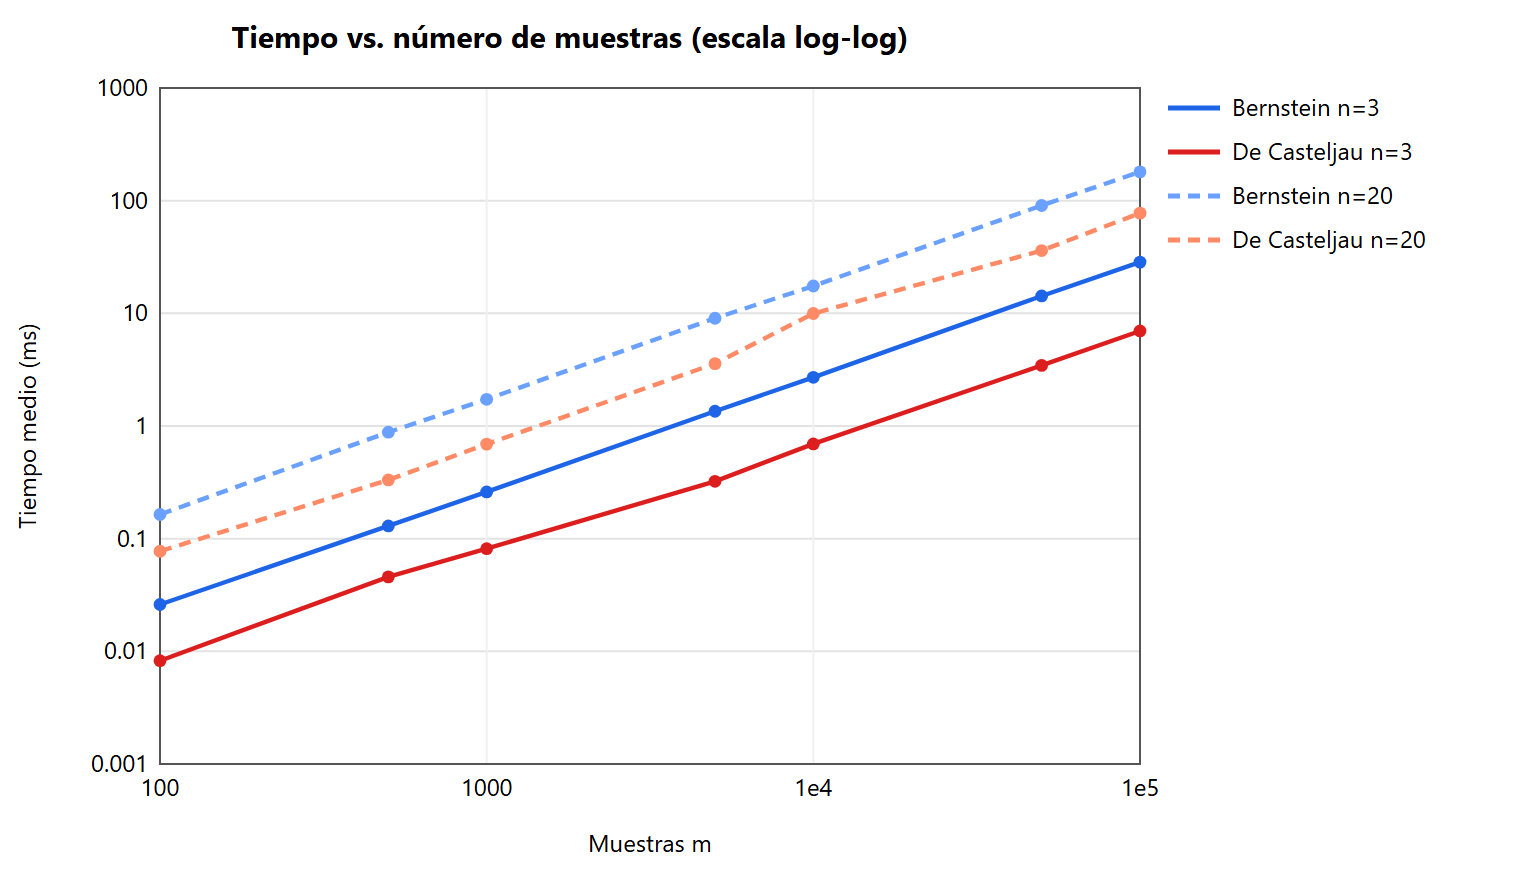 Tiempo vs. número de muestras (escala log-log)
1000
100
10
1
0.1
0.01
0.001
Tiempo medio (ms)
100
1000
1e4
1e5
Muestras m
Bernstein n=3
De Casteljau n=3
Bernstein n=20
De Casteljau n=20